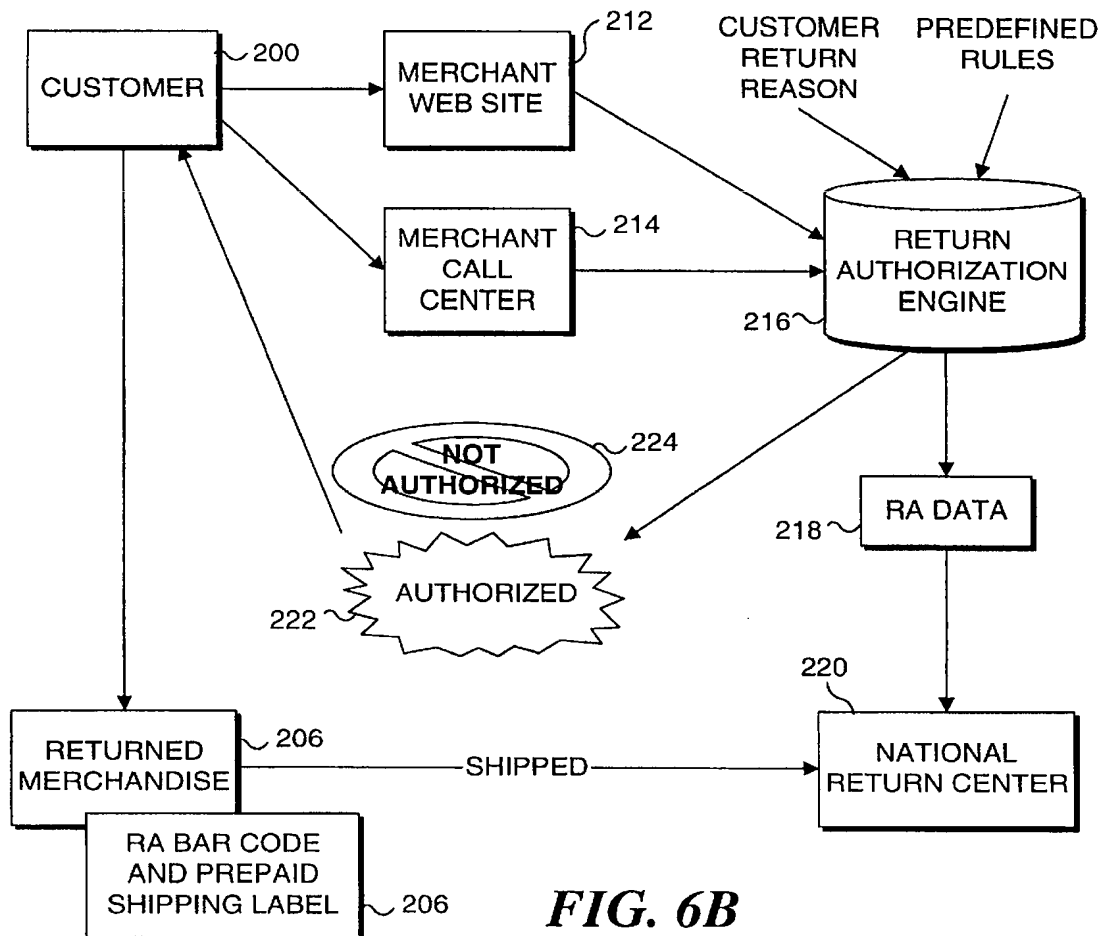 CUSTOMER
200
MERCHANT
WEB SITE
212
CUSTOMER
RETURN
REASON
PREDEFINED
RULES
MERCHANT
CALL
CENTER
214
RETURN
AUTHORIZATION
ENGINE
216
NOT
AUTHORIZED
224
AUTHORIZED
222
RA DATA
218
RETURNED
MERCHANDISE
206
SHIPPED
220
NATIONAL
RETURN CENTER
RA BAR CODE
AND PREPAID
SHIPPING LABEL
206
FIG. 6B